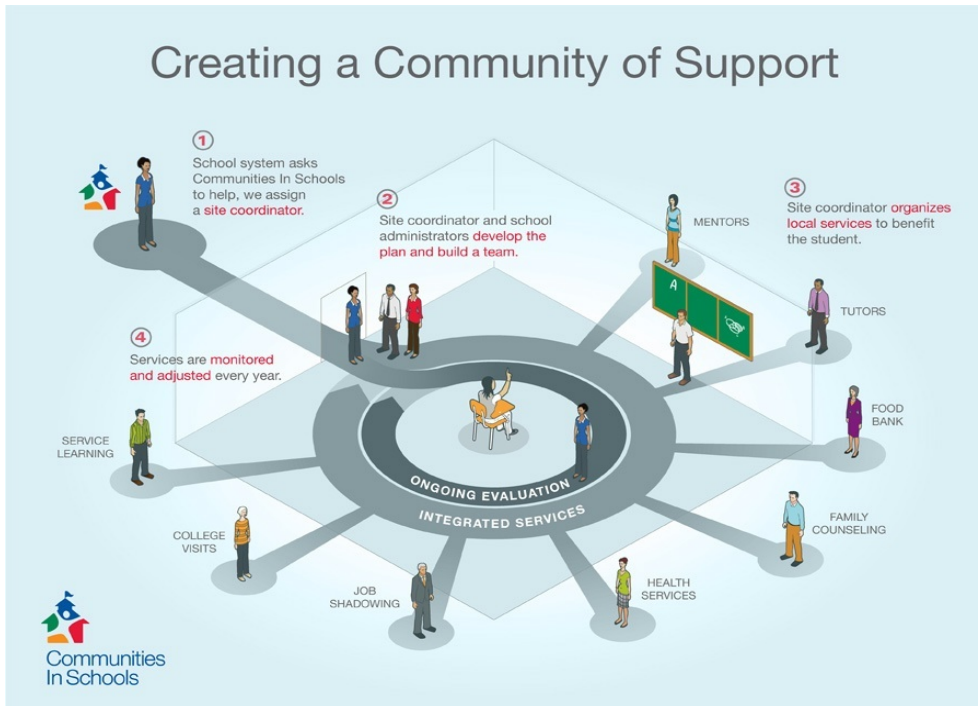 Creating a Community of Support
1
School system asks
Communities In Schools
to help, we assign
a site coordinator.
2
Site coordinator and school
administrators develop the
plan and build a team.
3
Site coordinator organizes
local services to benefit
the student.
4
Services are monitored
and adjusted every year.
MENTORS
A
TUTORS
FOOD
BANK
FAMILY
COUNSELING
HEALTH
SERVICES
JOB
SHADOWING
COLLEGE
VISITS
SERVICE
LEARNING
ONGOING EVALUATION
INTEGRATED SERVICES
Communities
In Schools